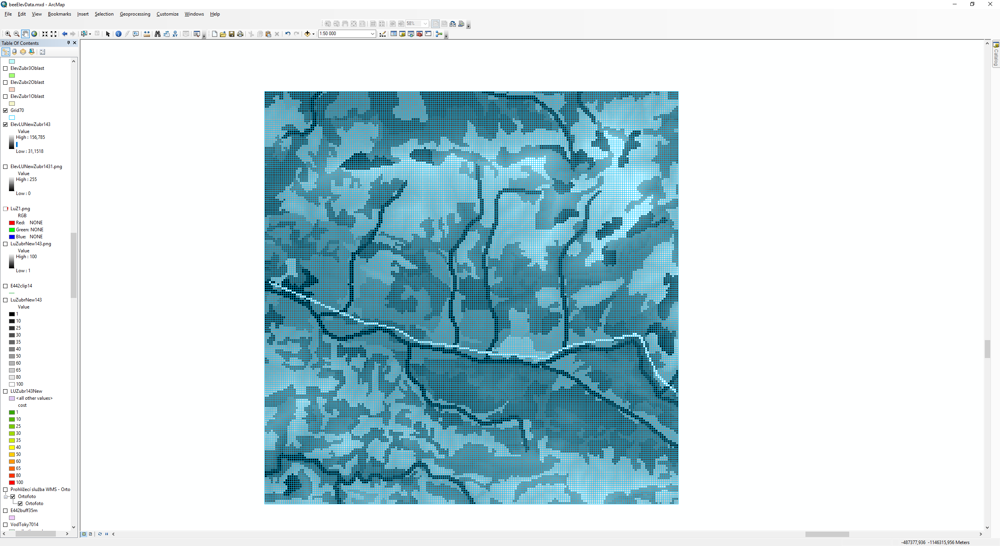 beeElevData.mxd - ArcMap
File Edit View Bookmarks Insert Selection Geoprocessing Customize Windows Help
58%
1:50 000
Table Of Contents
Catalog
ElevZubr3Oblast
ElevZubr2Oblast
ElevZubr1Oblast
Grid70
ElevLUNewZubr143
Value
High : 156,785
Low : 31,1518
ElevLUNewZubr1431.png
Value
High : 255
Low : 0
LuZ1.png
RGB
Red: NONE
Green: NONE
Blue: NONE
LuZubrNew143.png
Value
High : 100
Low : 1
E442clip14
LuZubrNew143
Value
1
10
25
30
35
40
50
60
65
80
100
LUZubr143New
<all other values>
cost
1
10
25
30
35
40
50
60
65
80
100
Prohlížecí služba WMS - Orto
Ortofoto
Ortofoto
E442buff35m
VodToky7014
-487377,936 -1146315,956 Meters